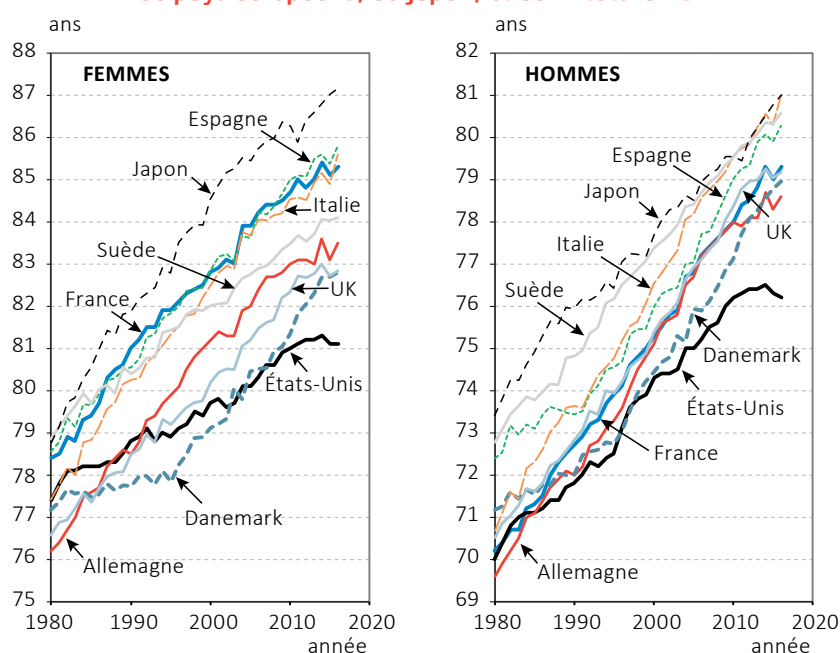 ans
88
87
86
85
84
83
82
81
80
79
78
77
76
75
1980
1990
2000
2010
2020
année
FEMMES
Espagne
Japon
Italie
Suède
France
UK
États-Unis
Danemark
Allemagne
ans
82
81
80
79
78
77
76
75
74
73
72
71
70
69
1980
1990
2000
2010
2020
année
HOMMES
Espagne
Japon
UK
Italie
Suède
Danemark
États-Unis
France
Allemagne